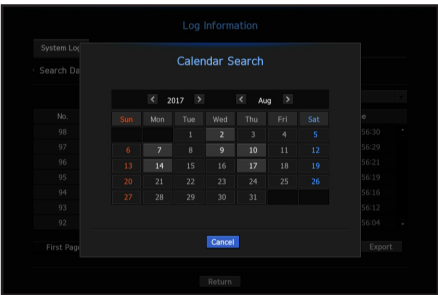 Log Information
System Log
Search Da
Calendar Search
< 2017 > < Aug >
Sun Mon Tue Wed Thu Fri Sat
1 2 3 4 5
6 7 8 9 10 11 12
13 14 15 16 17 18 19
20 21 22 23 24 25 26
27 28 29 30 31
No. e
98 56:30
97 56:29
96 56:21
95 56:19
94 56:16
93 56:12
92 56:04
Cancel
First Page Export
Return